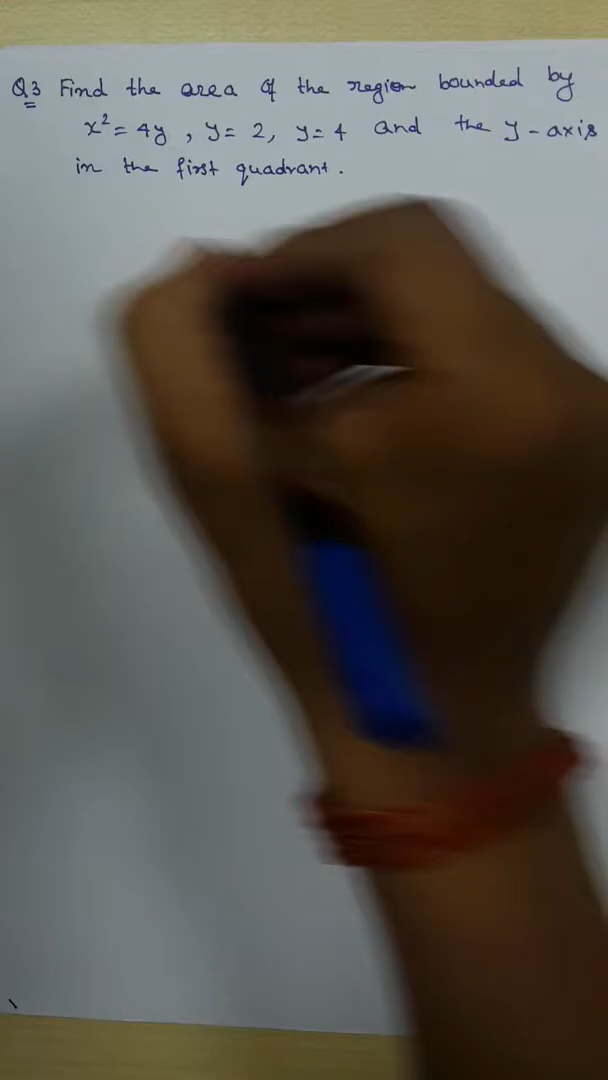 Q3 Find the area of the region bounded by
x² = 4y , y = 2, y = 4 and the y - axis
in the first quadrant .